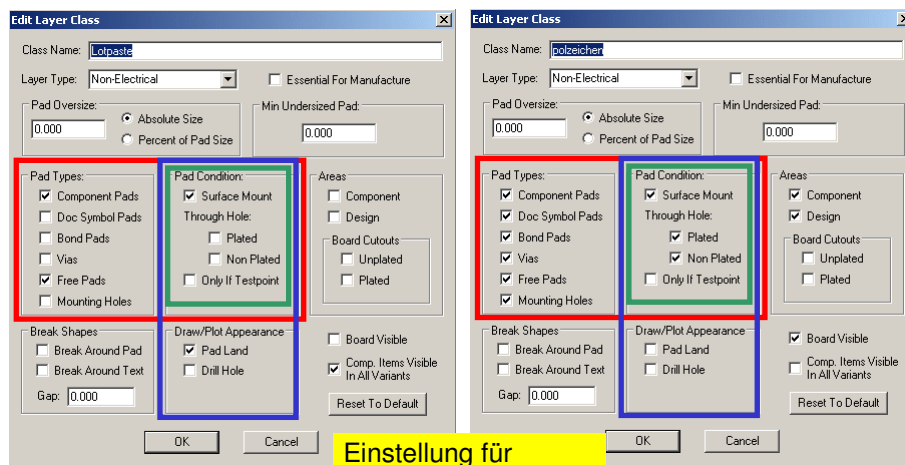 Edit Layer Class
Class Name: Lotpaste
Layer Type: Non-Electrical
Essential For Manufacture
Pad Oversize:
0.000
Absolute Size
Percent of Pad Size
Min Undersized Pad:
0.000
Pad Types:
Component Pads
Doc Symbol Pads
Bond Pads
Vias
Free Pads
Mounting Holes
Pad Condition:
Surface Mount
Through Hole:
Plated
Non Plated
Only If Testpoint
Areas
Component
Design
Board Cutouts
Unplated
Plated
Break Shapes
Break Around Pad
Break Around Text
Gap: 0.000
Draw/Plot Appearance
Pad Land
Drill Hole
Board Visible
Comp. Items Visible
In All Variants
Reset To Default
OK
Cancel
Edit Layer Class
Class Name: polzeichen
Layer Type: Non-Electrical
Essential For Manufacture
Pad Oversize:
0.000
Absolute Size
Percent of Pad Size
Min Undersized Pad:
0.000
Pad Types:
Component Pads
Doc Symbol Pads
Bond Pads
Vias
Free Pads
Mounting Holes
Pad Condition:
Surface Mount
Through Hole:
Plated
Non Plated
Only If Testpoint
Areas
Component
Design
Board Cutouts
Unplated
Plated
Break Shapes
Break Around Pad
Break Around Text
Gap: 0.000
Draw/Plot Appearance
Pad Land
Drill Hole
Board Visible
Comp. Items Visible
In All Variants
Reset To Default
OK
Cancel
Einstellung für